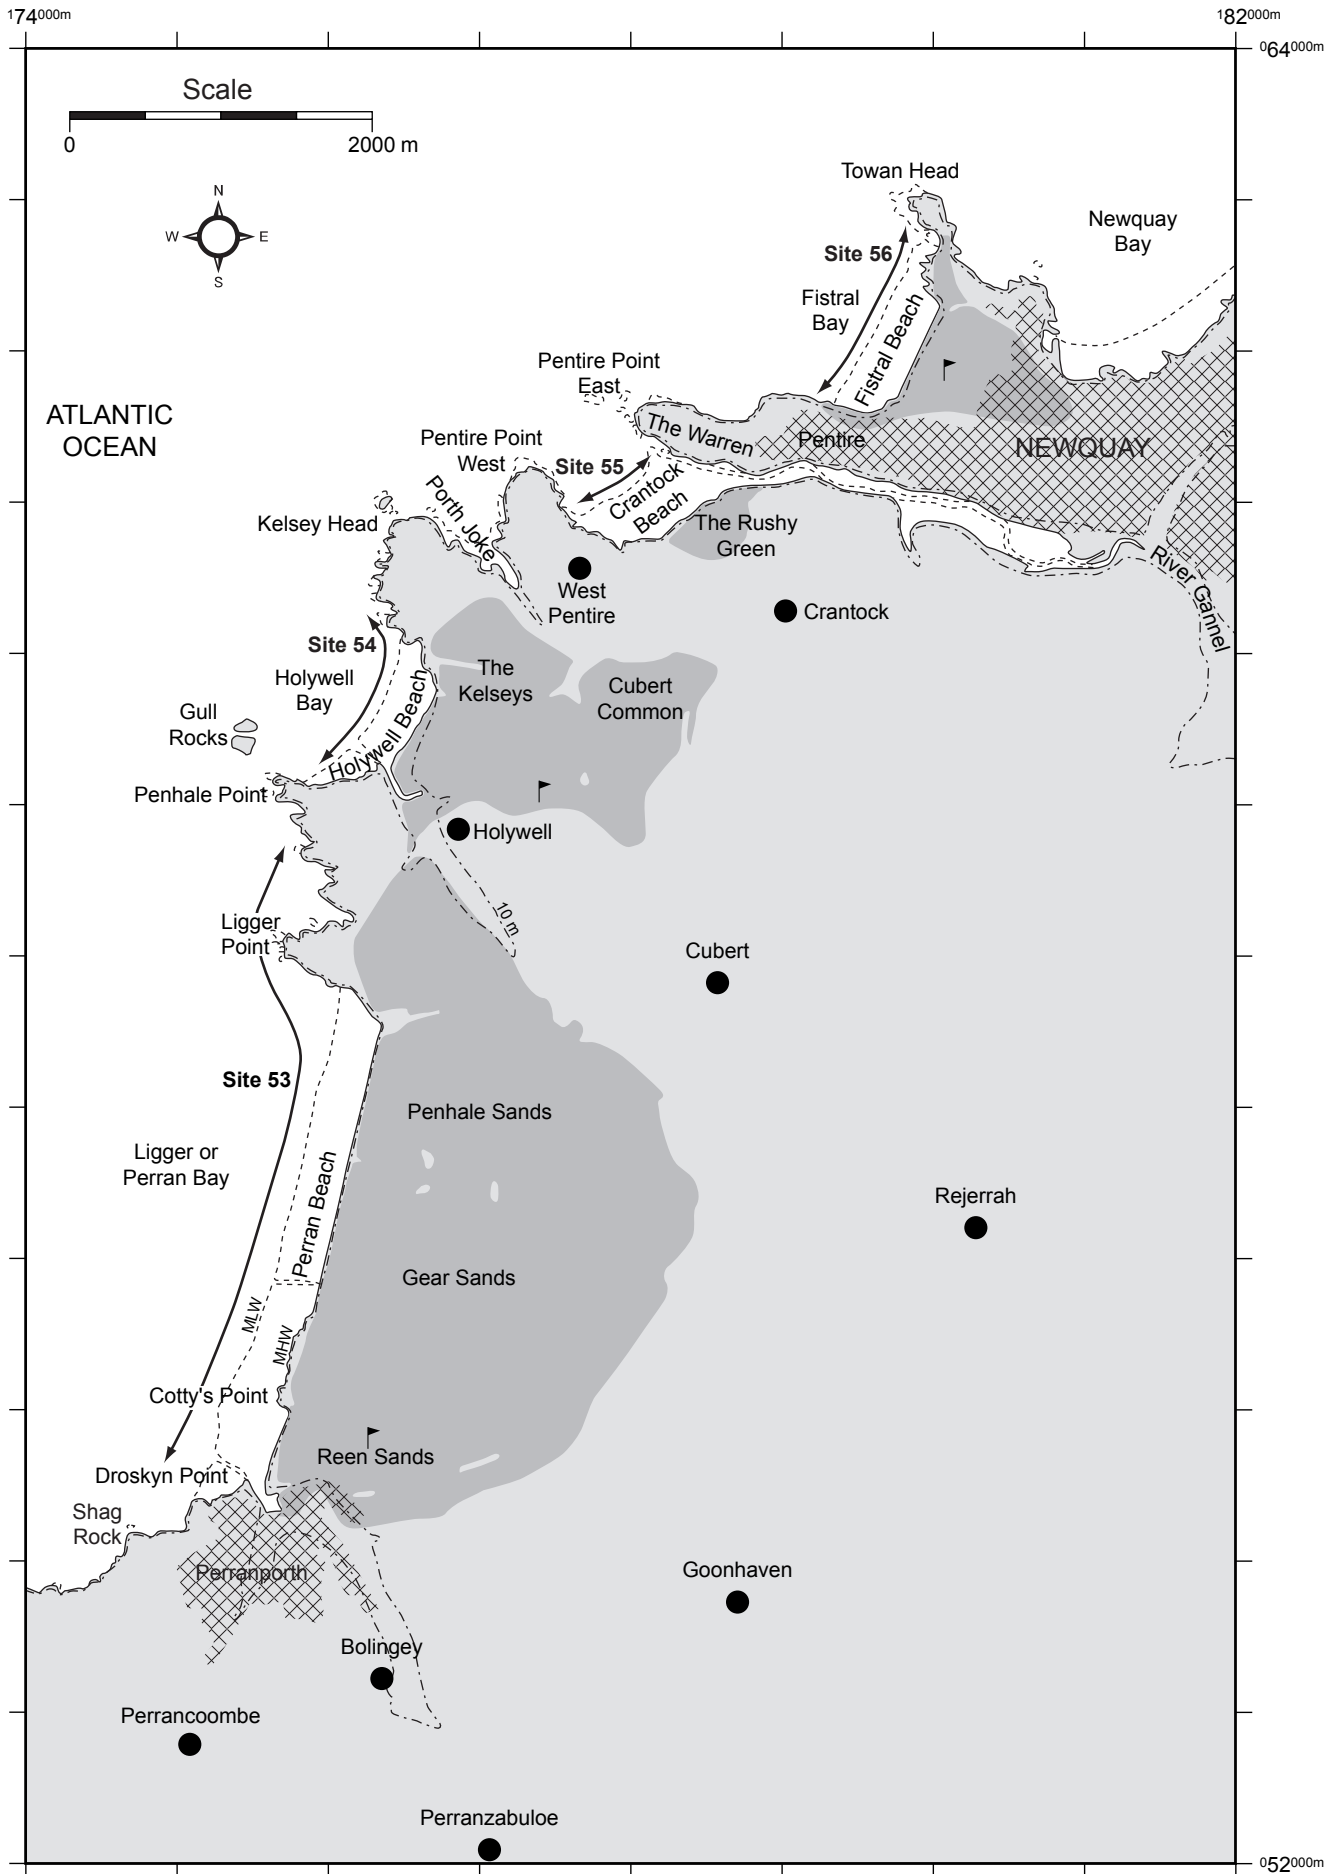 174000m
182000m
064000m
Scale
0
2000 m
N
W
E
S
Towan Head
Newquay
Bay
Site 56
Fistral
Bay
Fistral Beach
Pentire Point
East
ATLANTIC
OCEAN
The Warren
Pentire
NEWQUAY
Pentire Point
West
Site 55
Crantock
Beach
Porth Joke
Kelsey Head
The Rushy
Green
West
Pentire
Crantock
River Gannel
Site 54
Holywell
Bay
Holywell Beach
The
Kelseys
Cubert
Common
Gull
Rocks
Penhale Point
Holywell
10 m
Ligger
Point
Cubert
Site 53
Penhale Sands
Ligger or
Perran Bay
Perran Beach
Rejerrah
Gear Sands
MLW
MHW
Cotty's Point
Reen Sands
Droskyn Point
Shag
Rock
Perranporth
Goonhaven
Bolingey
Perrancoombe
Perranzabuloe
052000m